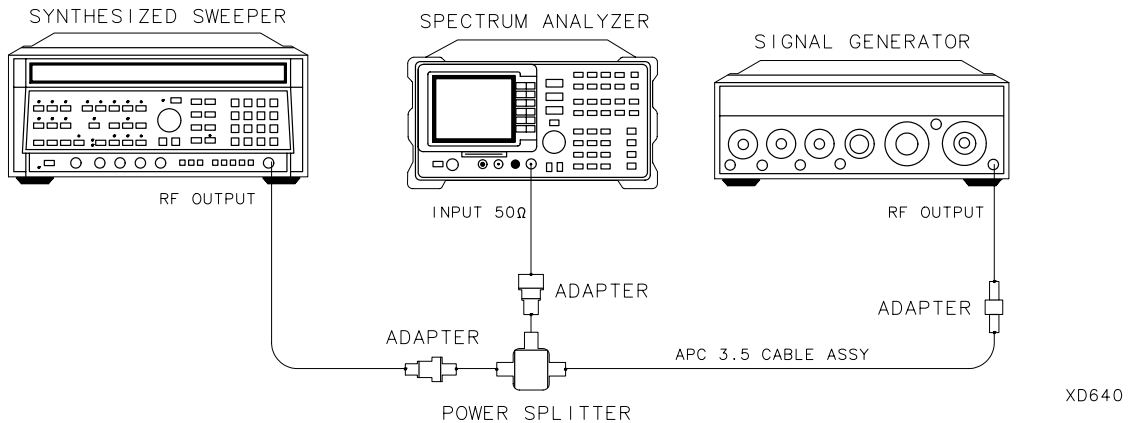 SYNTHESIZED SWEEPER
SPECTRUM ANALYZER
SIGNAL GENERATOR
RF OUTPUT
INPUT 50Ω
RF OUTPUT
ADAPTER
ADAPTER
ADAPTER
APC 3.5 CABLE ASSY
POWER SPLITTER
XD640